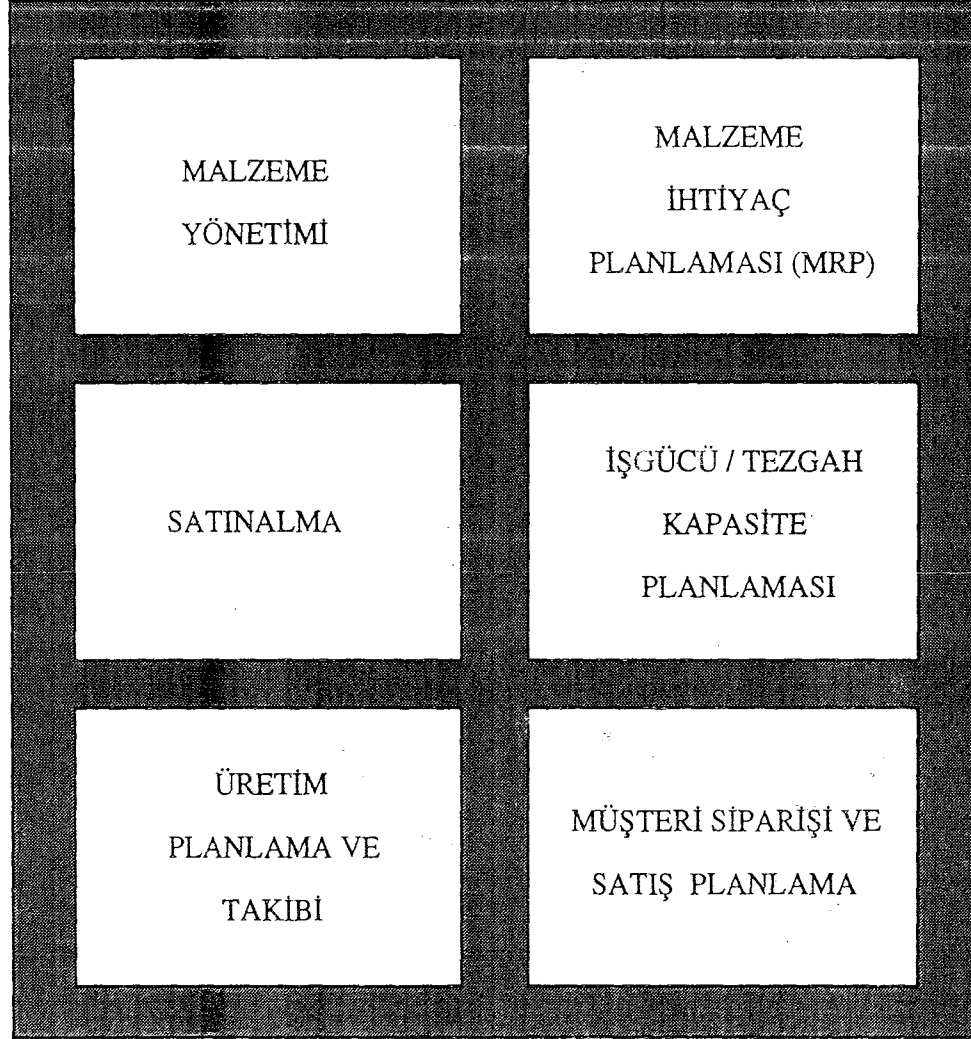 MALZEME
YÖNETİMİ
MALZEME
İHTİYAÇ
PLANLAMASI (MRP)
SATINALMA
İŞGÜCÜ / TEZGAH
KAPASİTE
PLANLAMASI
ÜRETİM
PLANLAMA VE
TAKİBİ
MÜŞTERİ SİPARİŞİ VE
SATIŞ PLANLAMA